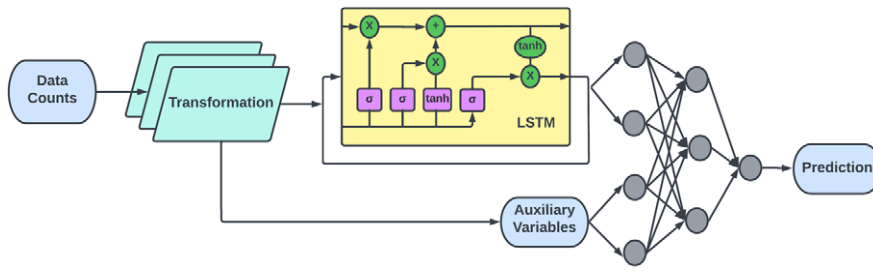 Data
Counts
Transformation
X
+
tanh
X
X
σ
σ
tanh
σ
LSTM
Auxiliary
Variables
Prediction